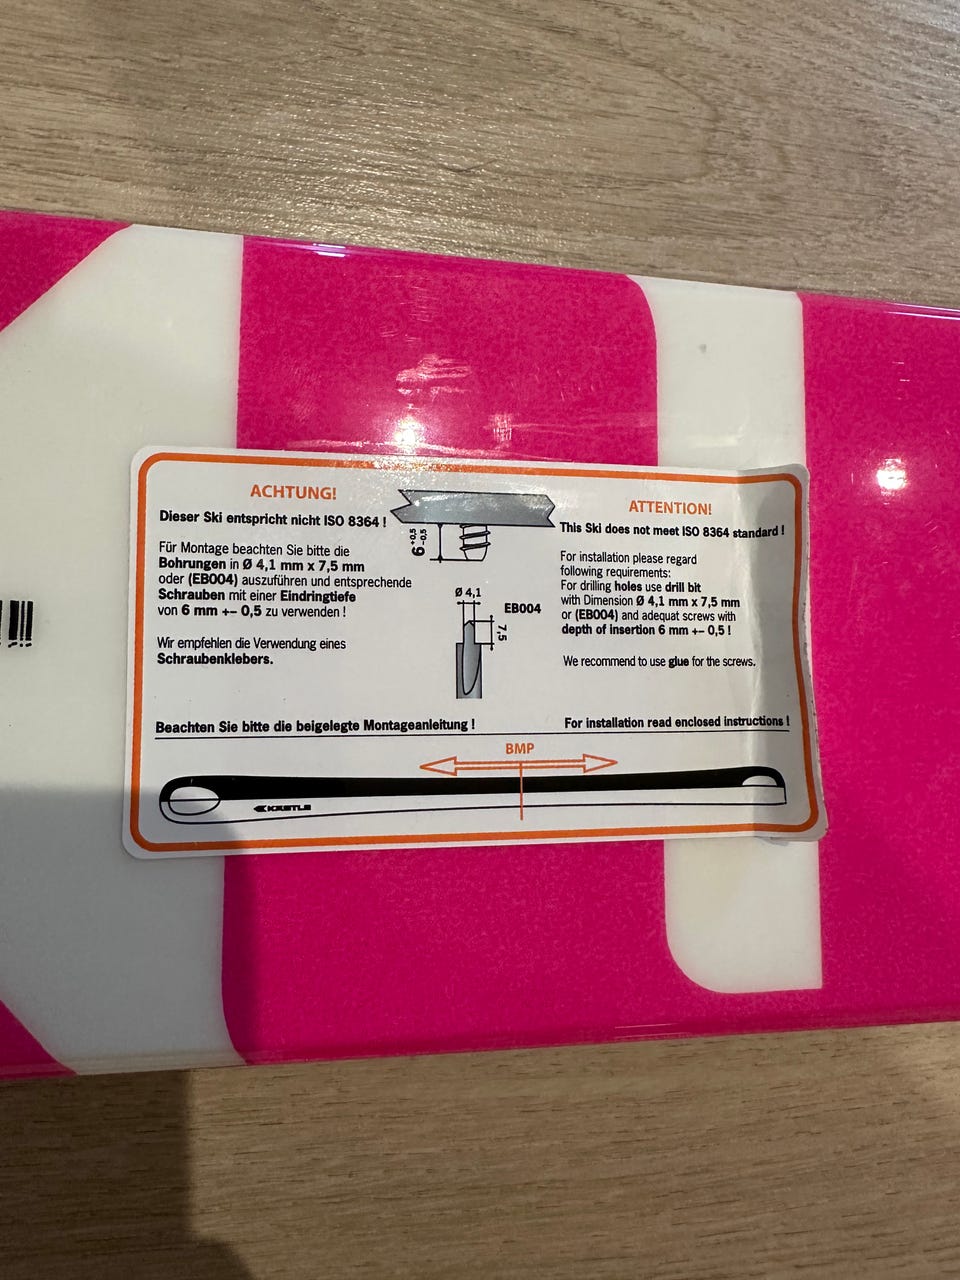 ACHTUNG!
Dieser Ski entspricht nicht ISO 8364 !
Für Montage beachten Sie bitte die
Bohrungen in Ø 4,1 mm x 7,5 mm
oder (EB004) auszuführen und entsprechende
Schrauben mit einer Eindringtiefe
von 6 mm +– 0,5 zu verwenden !
Wir empfehlen die Verwendung eines
Schraubenklebers.
6 +0,5 –0,5
Ø 4,1
EB004
7,5
ATTENTION!
This Ski does not meet ISO 8364 standard !
For installation please regard
following requirements:
For drilling holes use drill bit
with Dimension Ø 4,1 mm x 7,5 mm
or (EB004) and adequat screws with
depth of insertion 6 mm +– 0,5 !
We recommend to use glue for the screws.
Beachten Sie bitte die beigelegte Montageanleitung !
For installation read enclosed instructions !
BMP
KÄSTLE